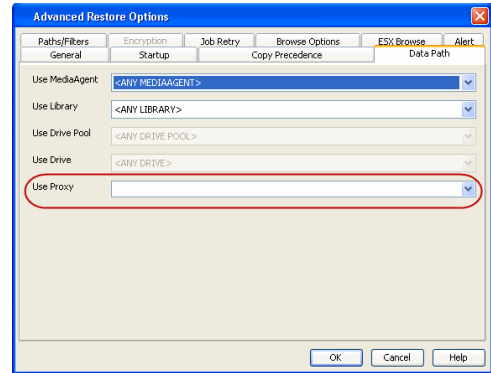 Advanced Restore Options
Paths/Filters Encryption Job Retry Browse Options ESX Browse Alert
General Startup Copy Precedence Data Path
Use MediaAgent <ANY MEDIAAGENT>
Use Library <ANY LIBRARY>
Use Drive Pool <ANY DRIVE POOL>
Use Drive <ANY DRIVE>
Use Proxy
OK Cancel Help